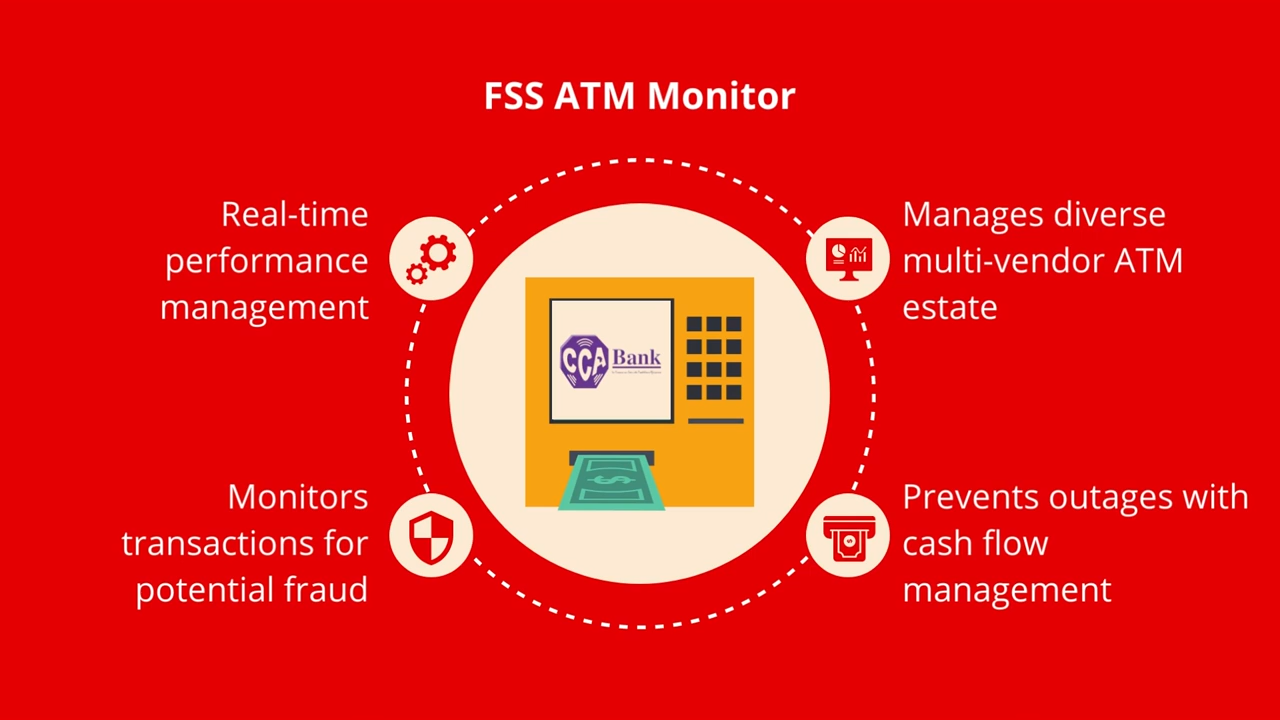 FSS ATM Monitor
Real-time
performance
management
Manages diverse
multi-vendor ATM
estate
CCA
Bank
Monitors
transactions for
potential fraud
Prevents outages with
cash flow
management